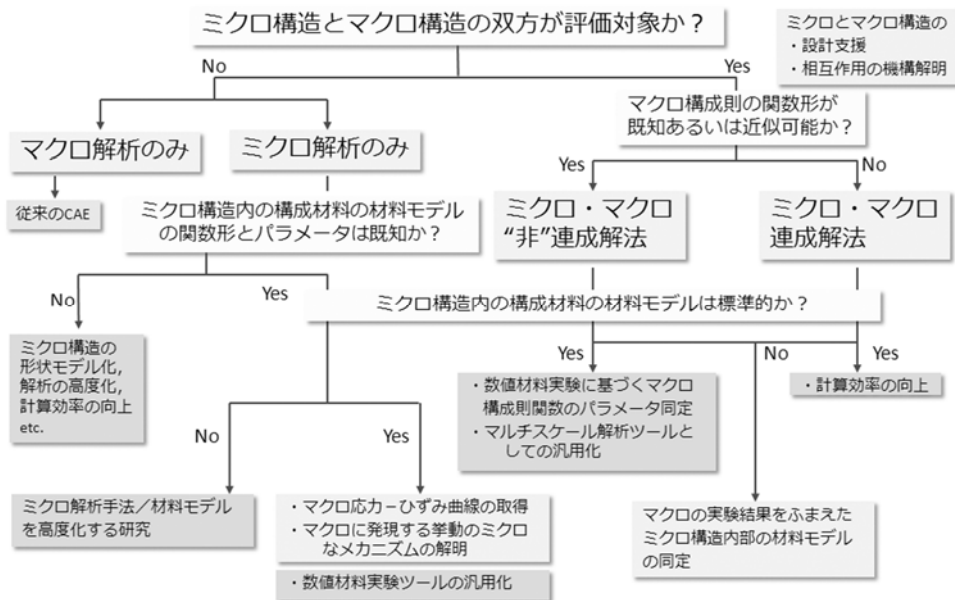 ミクロ構造とマクロ構造の双方が評価対象か？
ミクロとマクロ構造の
・設計支援
・相互作用の機構解明
No
Yes
マクロ構成則の関数形が
既知あるいは近似可能か？
マクロ解析のみ
ミクロ解析のみ
Yes
No
従来のCAE
ミクロ構造内の構成材料の材料モデル
の関数形とパラメータは既知か？
ミクロ・マクロ
“非”連成解法
ミクロ・マクロ
連成解法
No
Yes
ミクロ構造内の構成材料の材料モデルは標準的か？
ミクロ構造の
形状モデル化,
解析の高度化,
計算効率の向上
etc.
Yes
No
Yes
・数値材料実験に基づくマクロ
構成則関数のパラメータ同定
・マルチスケール解析ツールと
しての汎用化
・計算効率の向上
No
Yes
ミクロ解析手法／材料モデル
を高度化する研究
・マクロ応力－ひずみ曲線の取得
・マクロに発現する挙動のミクロ
なメカニズムの解明
・数値材料実験ツールの汎用化
マクロの実験結果をふまえた
ミクロ構造内部の材料モデル
の同定